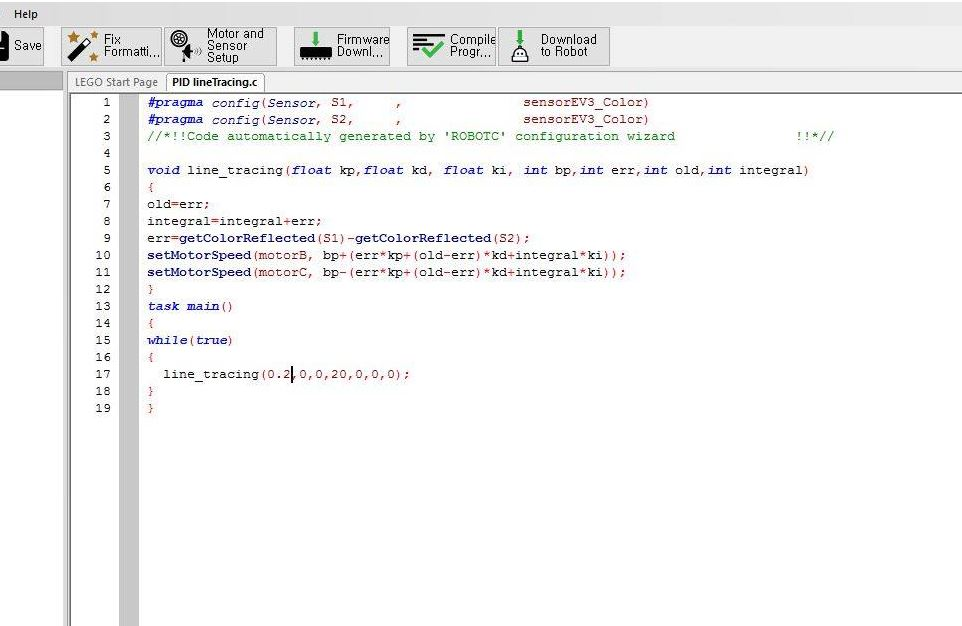 Help
Save
Fix
Formatti...
Motor and
Sensor
Setup
Firmware
Downl...
Compile
Progr...
Download
to Robot
LEGO Start Page PID lineTracing.c
1 #pragma config(Sensor, S1,     ,               sensorEV3_Color)
2 #pragma config(Sensor, S2,     ,               sensorEV3_Color)
3 //*!!Code automatically generated by 'ROBOTC' configuration wizard               !!*//
4
5 void line_tracing(float kp,float kd, float ki, int bp,int err,int old,int integral)
6 {
7 old=err;
8 integral=integral+err;
9 err=getColorReflected(S1)-getColorReflected(S2);
10 setMotorSpeed(motorB, bp+(err*kp+(old-err)*kd+integral*ki));
11 setMotorSpeed(motorC, bp-(err*kp+(old-err)*kd+integral*ki));
12 }
13 task main()
14 {
15 while(true)
16 {
17   line_tracing(0.2,0,0,20,0,0,0);
18 }
19 }